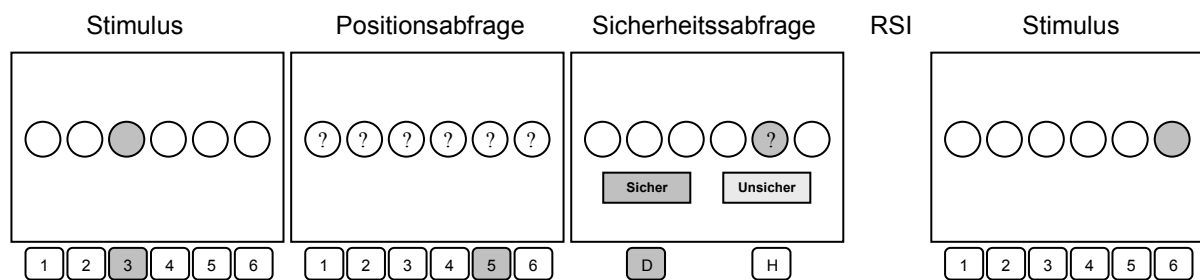 Stimulus Positionsabfrage Sicherheitssabfrage RSI Stimulus
? ? ? ? ? ? ?
Sicher Unsicher
1 2 3 4 5 6 1 2 3 4 5 6 D H 1 2 3 4 5 6